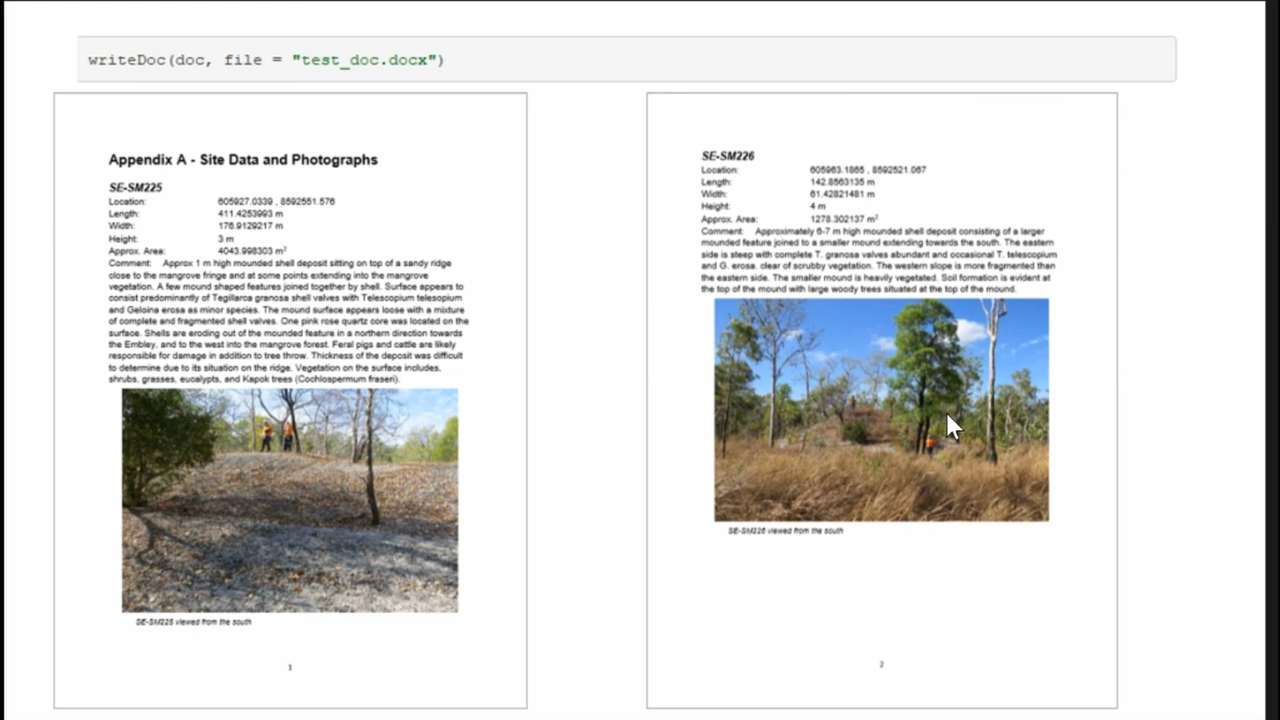 writeDoc(doc, file = "test_doc.docx")
Appendix A - Site Data and Photographs
SE-SM225
Location: 605927.0339 , 8592551.576
Length: 411.4253993 m
Width: 176.9129217 m
Height: 3 m
Approx. Area: 4043.998303 m²
Comment: Approx 1 m high mounded shell deposit sitting on top of a sandy ridge
close to the mangrove fringe and at some points extending into the mangrove
vegetation. A few mound shaped features joined together by shell. Surface appears to
consist predominantly of Tegillarca granosa shell valves with Telescopium telescopium
and Geloina erosa as minor species. The mound surface appears loose with a mixture
of complete and fragmented shell valves. One pink rose quartz core was located on the
surface. Shells are eroding out of the mounded feature in a northern direction towards
the Embley, and to the west into the mangrove forest. Feral pigs and cattle are likely
responsible for damage in addition to tree throw. Thickness of the deposit was difficult
to determine due to its situation on the ridge. Vegetation on the surface includes,
shrubs, grasses, eucalypts, and Kapok trees (Cochlospermum fraseri).
SE-SM225 viewed from the south
1
SE-SM226
Location: 605963.1865 , 8592521.067
Length: 142.8563135 m
Width: 61.42821481 m
Height: 4 m
Approx. Area: 1278.302137 m²
Comment: Approximately 6-7 m high mounded shell deposit consisting of a larger
mounded feature joined to a smaller mound extending towards the south. The eastern
side is steep with complete T. granosa valves abundant and occasional T. telescopium
and G. erosa. clear of scrubby vegetation. The western slope is more fragmented than
the eastern side. The smaller mound is heavily vegetated. Soil formation is evident at
the top of the mound with large woody trees situated at the top of the mound.
SE-SM226 viewed from the south
2